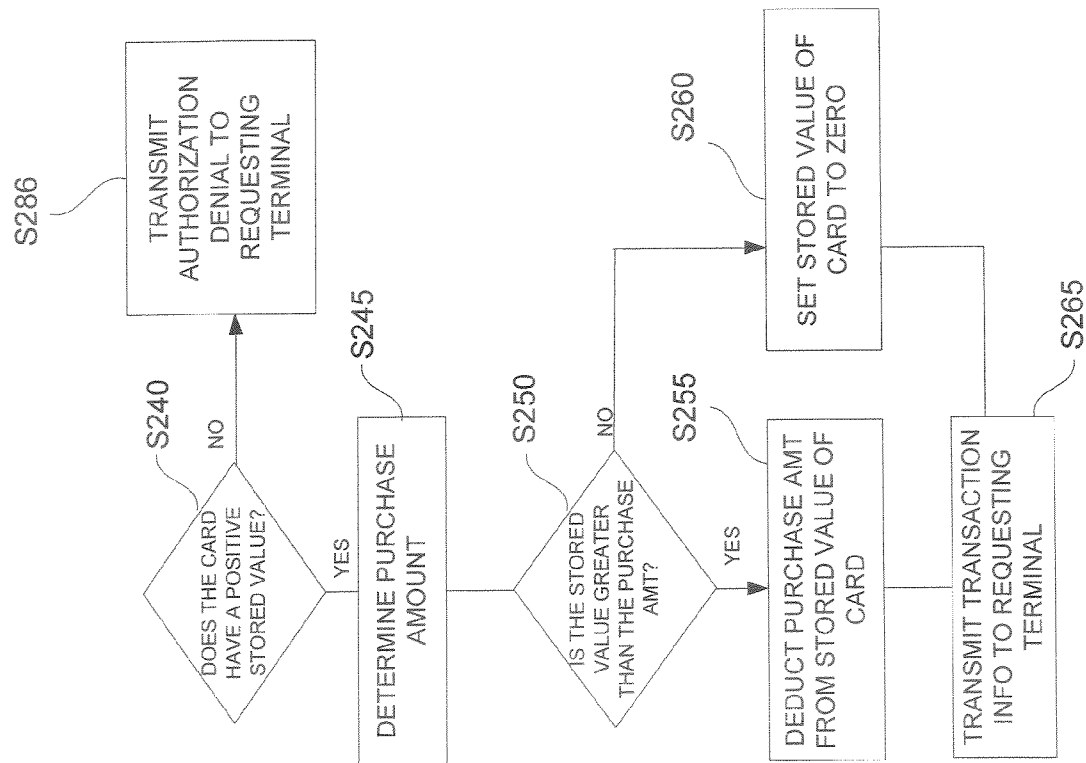 S240
DOES THE CARD
HAVE A POSITIVE
STORED VALUE?
NO
S286
TRANSMIT
AUTHORIZATION
DENIAL TO
REQUESTING
TERMINAL
YES
S245
DETERMINE PURCHASE
AMOUNT
S250
IS THE STORED
VALUE GREATER
THAN THE PURCHASE
AMT?
NO
YES
S255
DEDUCT PURCHASE AMT
FROM STORED VALUE OF
CARD
S260
SET STORED VALUE OF
CARD TO ZERO
S265
TRANSMIT TRANSACTION
INFO TO REQUESTING
TERMINAL